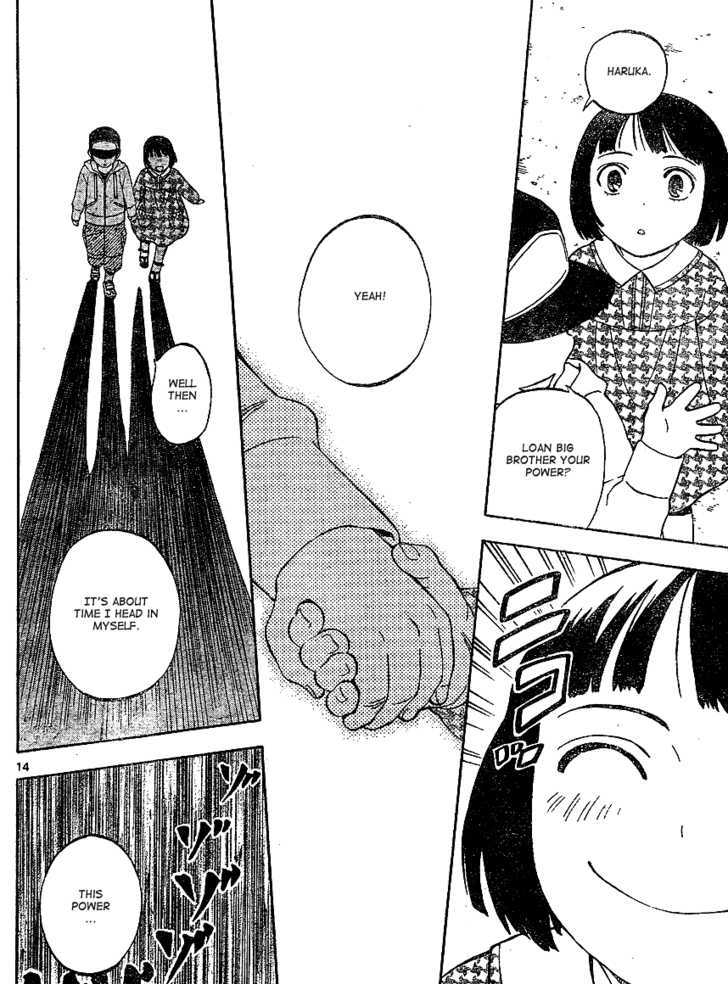 HARUKA.
LOAN BIG
BROTHER YOUR
POWER?
ニコッ
YEAH!
WELL
THEN
...
IT'S ABOUT
TIME I HEAD IN
MYSELF.
14
THIS
POWER
...